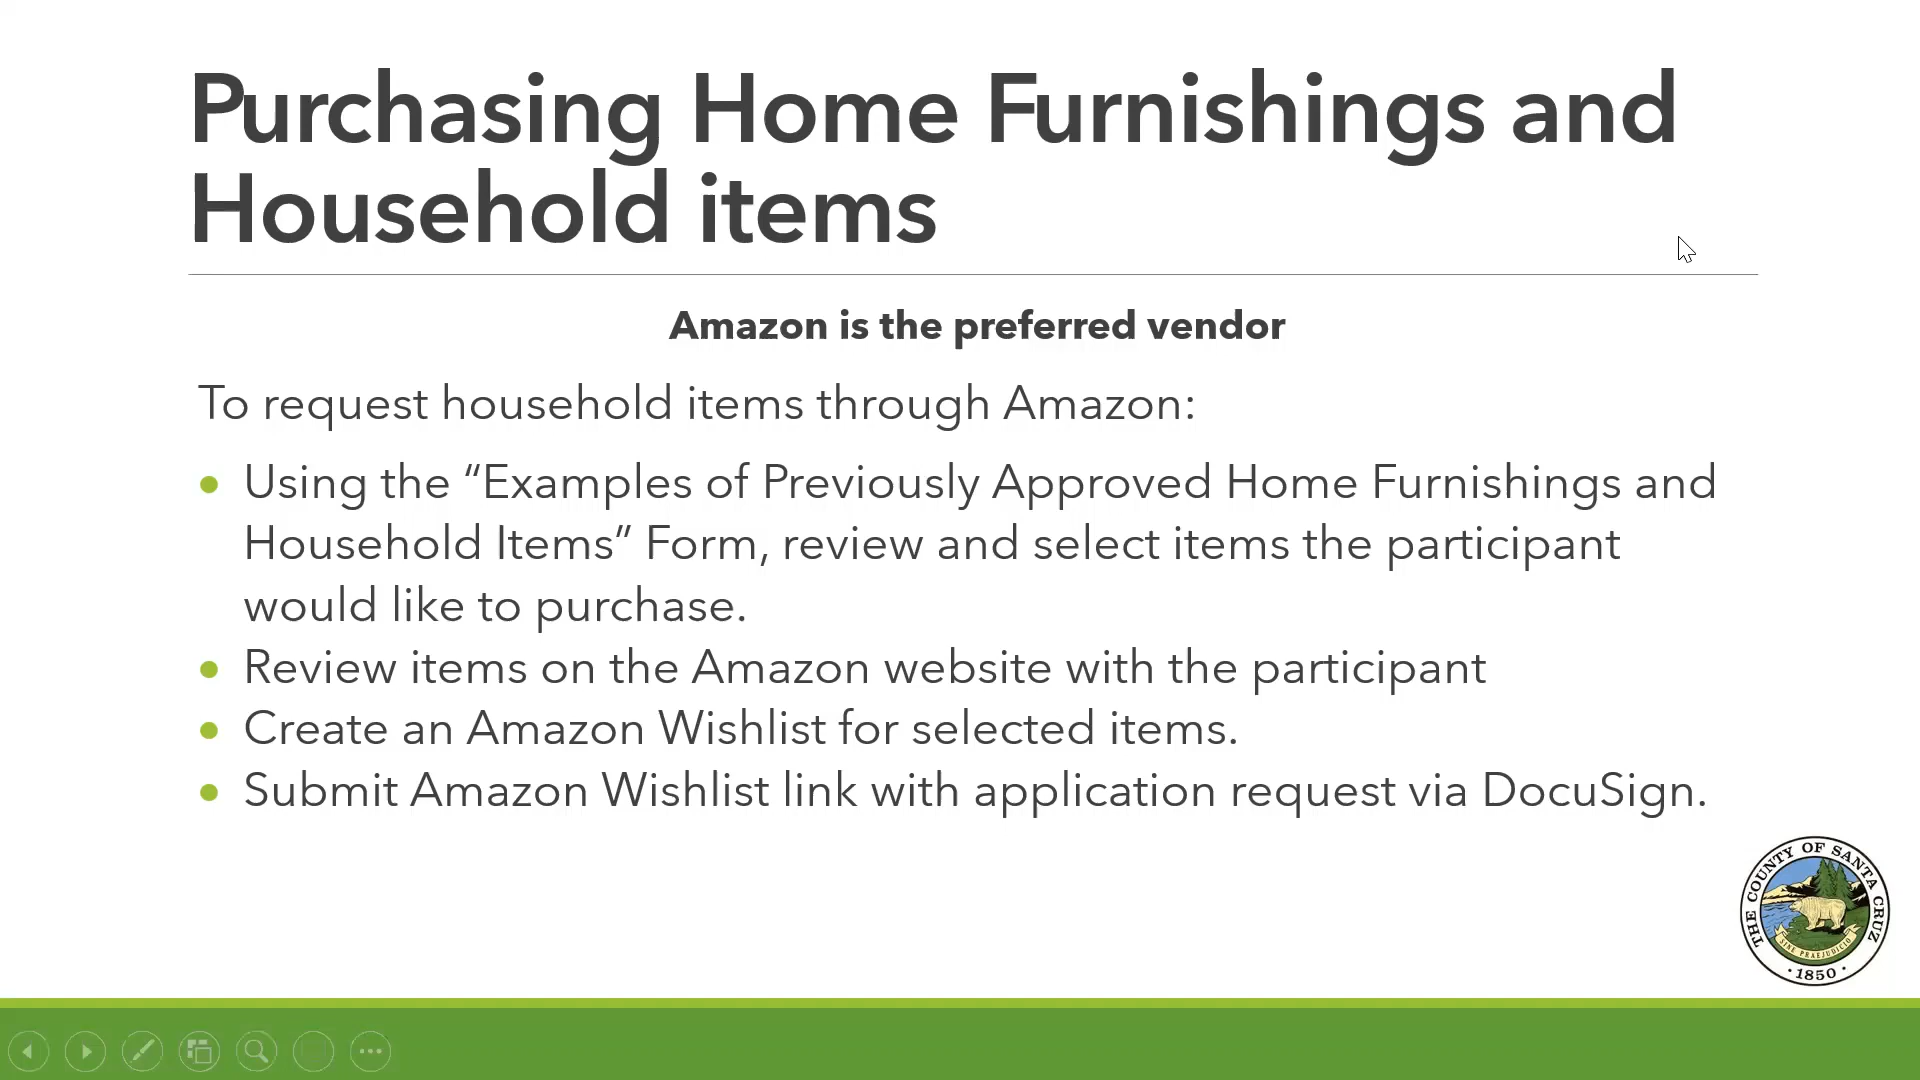 Purchasing Home Furnishings and
Household items
Amazon is the preferred vendor
To request household items through Amazon:
• Using the “Examples of Previously Approved Home Furnishings and
Household Items” Form, review and select items the participant
would like to purchase.
• Review items on the Amazon website with the participant
• Create an Amazon Wishlist for selected items.
• Submit Amazon Wishlist link with application request via DocuSign.
THE COUNTY OF SANTA CRUZ
SINE PRAEJUDICIO
· 1850 ·